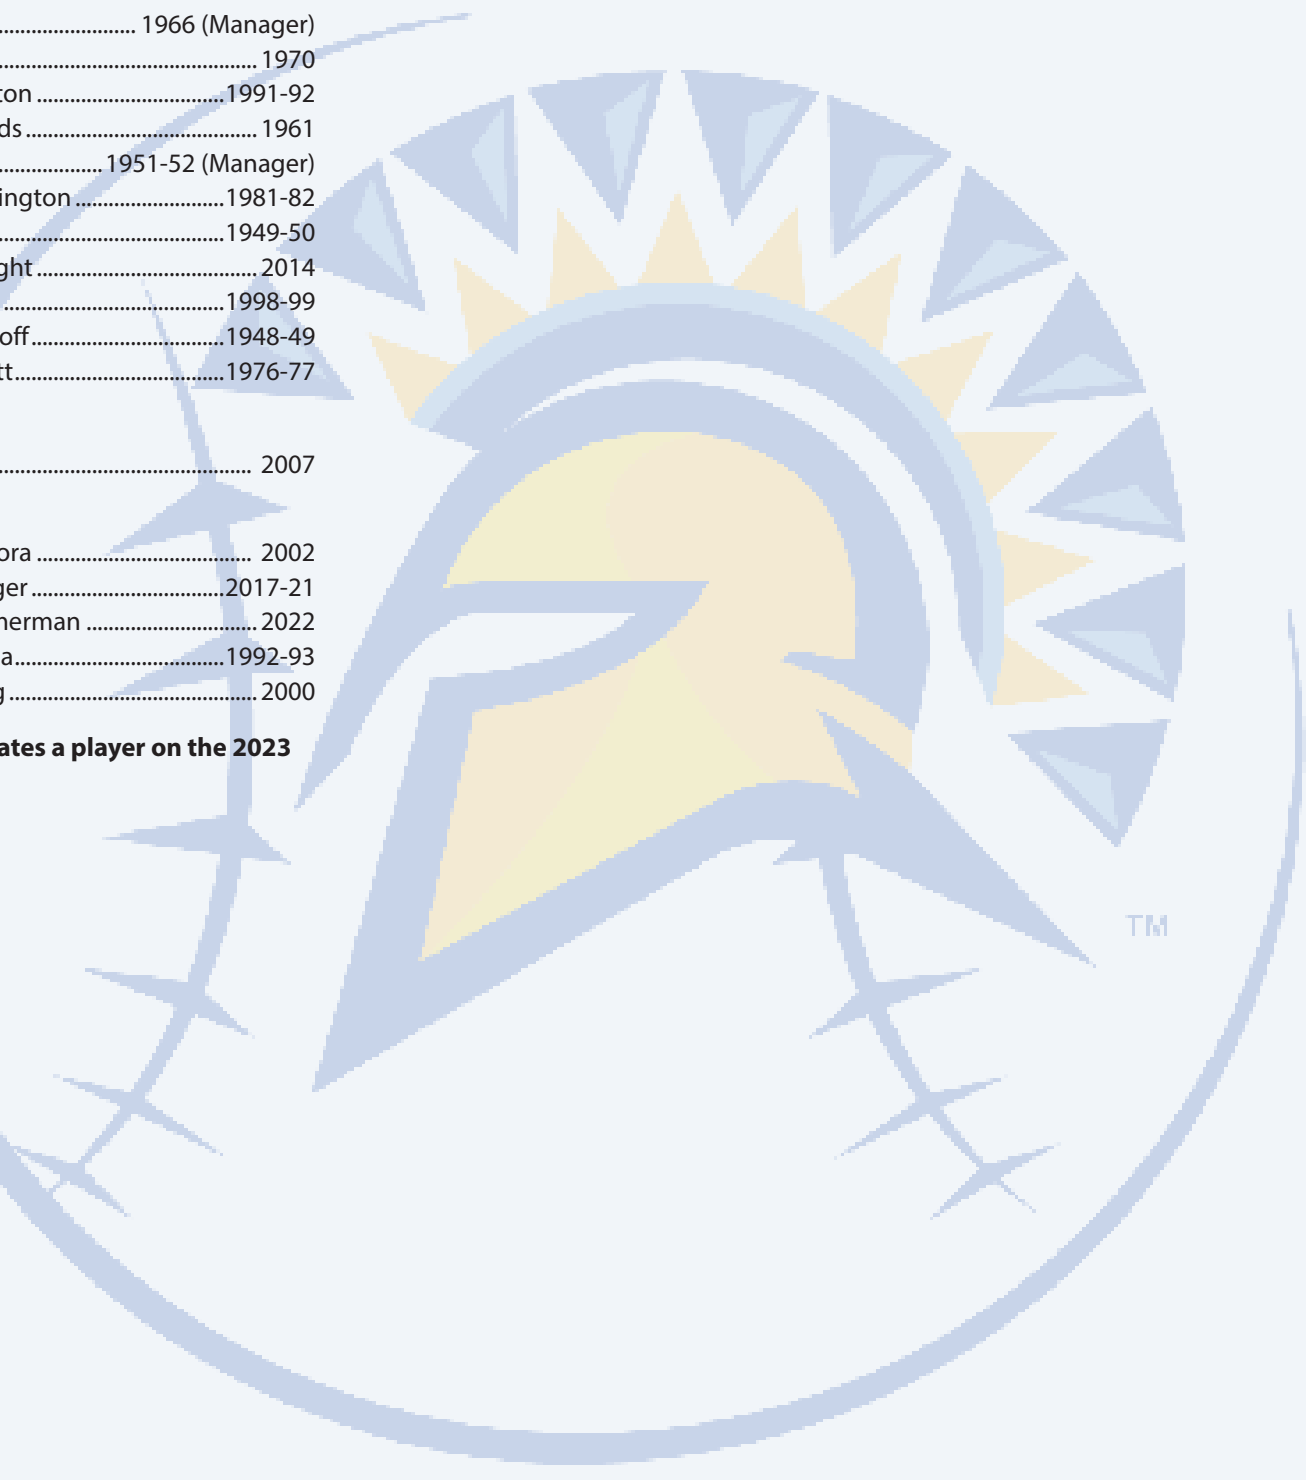 1966 (Manager)
1970
ton 1991-92
ds 1961
1951-52 (Manager)
ington 1981-82
1949-50
ght 2014
1998-99
off 1948-49
tt 1976-77
2007
ora 2002
ger 2017-21
nerman 2022
a 1992-93
g 2000
ates a player on the 2023
TM